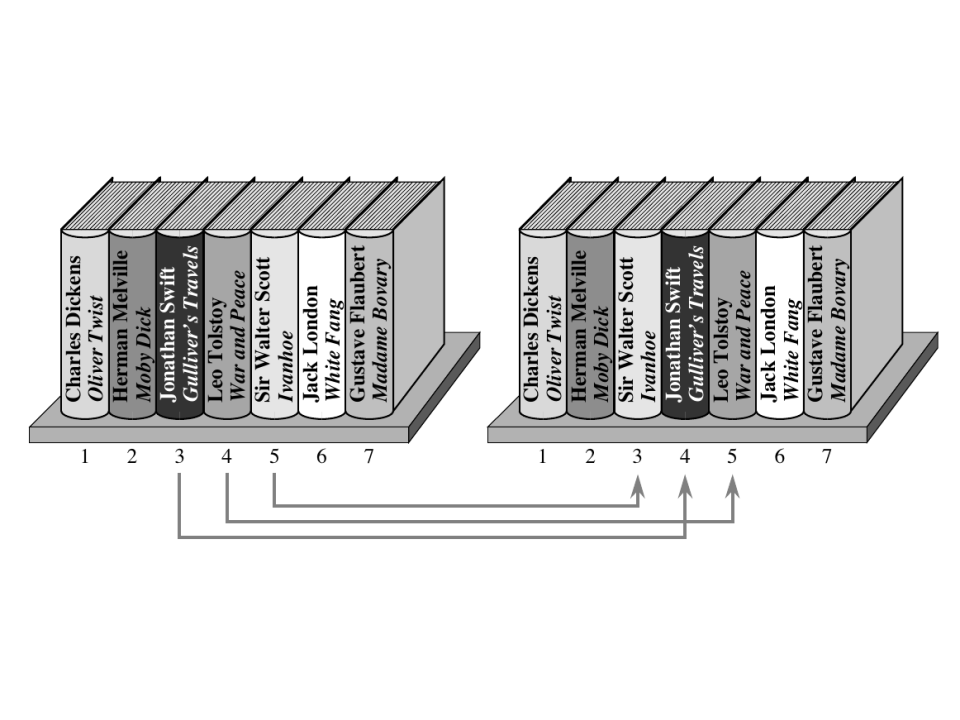 Charles Dickens
Oliver Twist
Herman Melville
Moby Dick
Jonathan Swift
Gulliver's Travels
Leo Tolstoy
War and Peace
Sir Walter Scott
Ivanhoe
Jack London
White Fang
Gustave Flaubert
Madame Bovary
1 2 3 4 5 6 7
Charles Dickens
Oliver Twist
Herman Melville
Moby Dick
Sir Walter Scott
Ivanhoe
Jonathan Swift
Gulliver's Travels
Leo Tolstoy
War and Peace
Jack London
White Fang
Gustave Flaubert
Madame Bovary
1 2 3 4 5 6 7